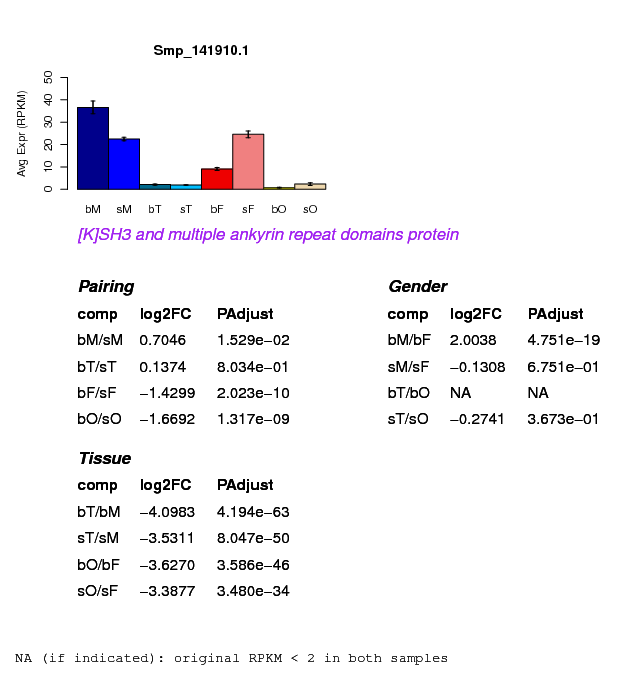 Smp_141910.1
Avg Expr (RPKM)
50
40
30
20
10
0
bM sM bT sT bF sF bO sO
[K]SH3 and multiple ankyrin repeat domains protein
Pairing
comp log2FC PAdjust
bM/sM 0.7046 1.529e−02
bT/sT 0.1374 8.034e−01
bF/sF −1.4299 2.023e−10
bO/sO −1.6692 1.317e−09
Gender
comp log2FC PAdjust
bM/bF 2.0038 4.751e−19
sM/sF −0.1308 6.751e−01
bT/bO NA NA
sT/sO −0.2741 3.673e−01
Tissue
comp log2FC PAdjust
bT/bM −4.0983 4.194e−63
sT/sM −3.5311 8.047e−50
bO/bF −3.6270 3.586e−46
sO/sF −3.3877 3.480e−34
NA (if indicated): original RPKM < 2 in both samples